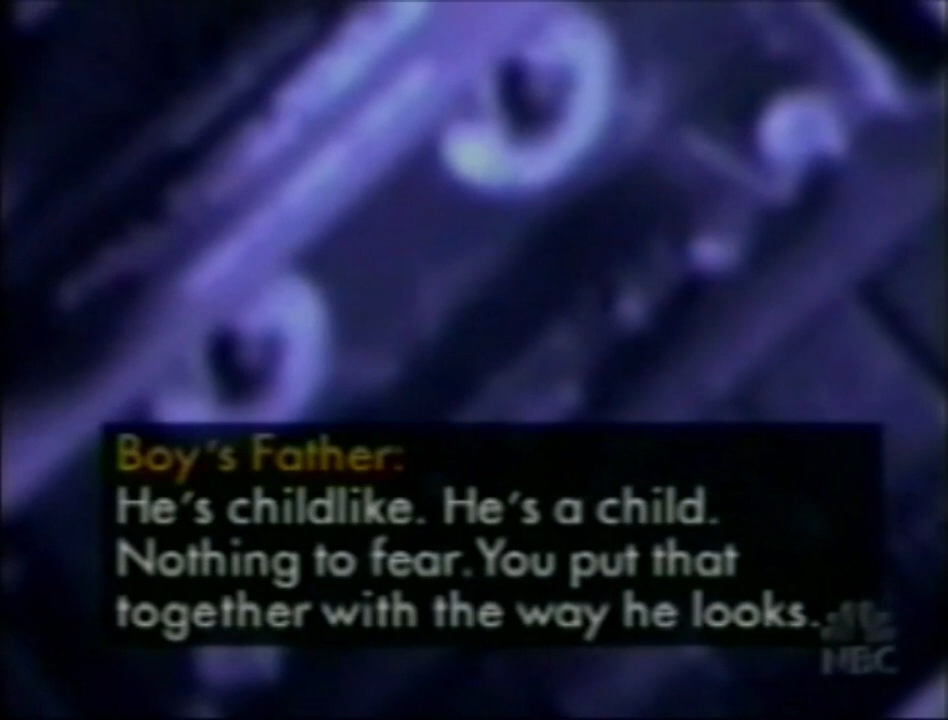 Boy's Father:
He's childlike. He's a child.
Nothing to fear. You put that
together with the way he looks.
NBC